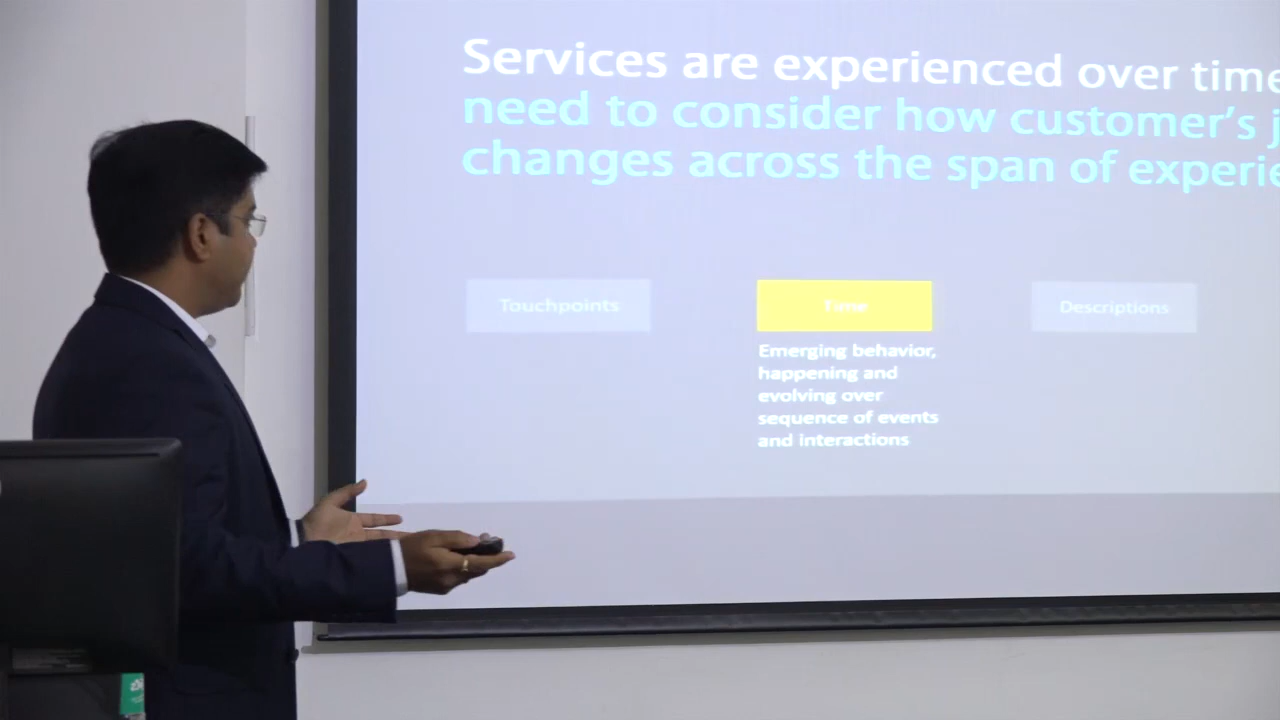 Services are experienced over time
need to consider how customer's j
changes across the span of experie
Touchpoints
Time
Descriptions
Emerging behavior,
happening and
evolving over
sequence of events
and interactions